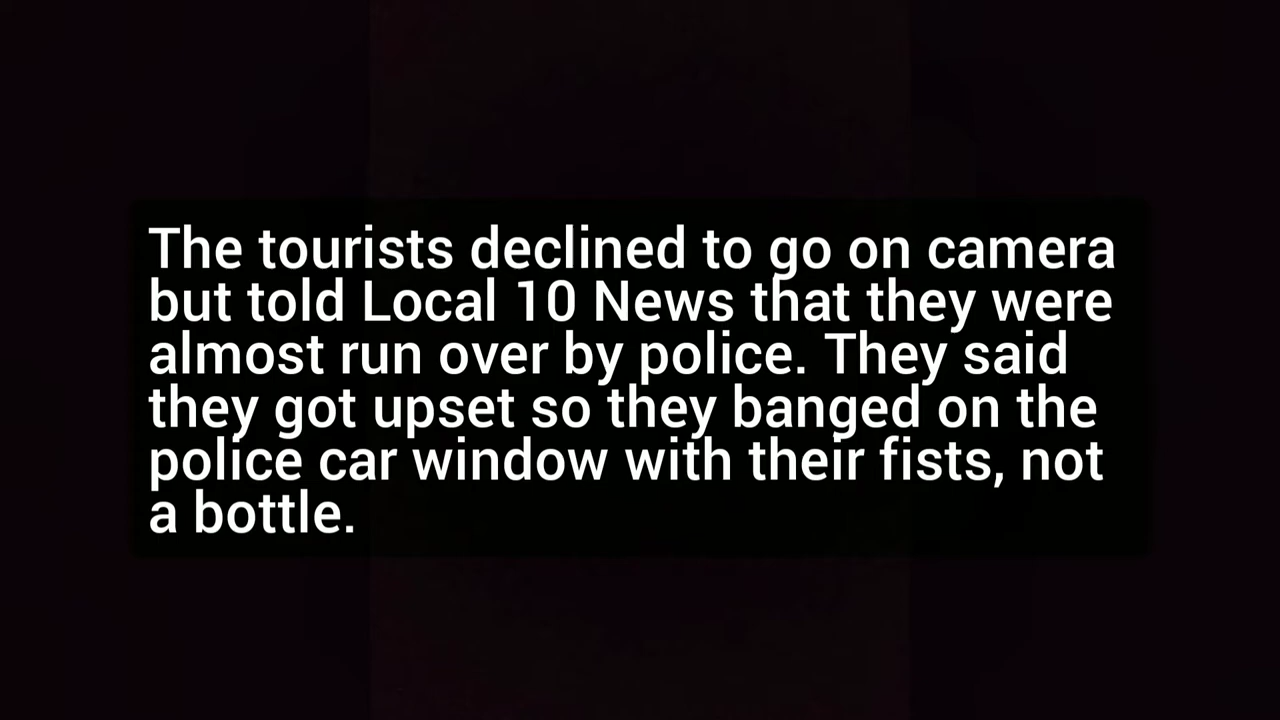 The tourists declined to go on camera
but told Local 10 News that they were
almost run over by police. They said
they got upset so they banged on the
police car window with their fists, not
a bottle.